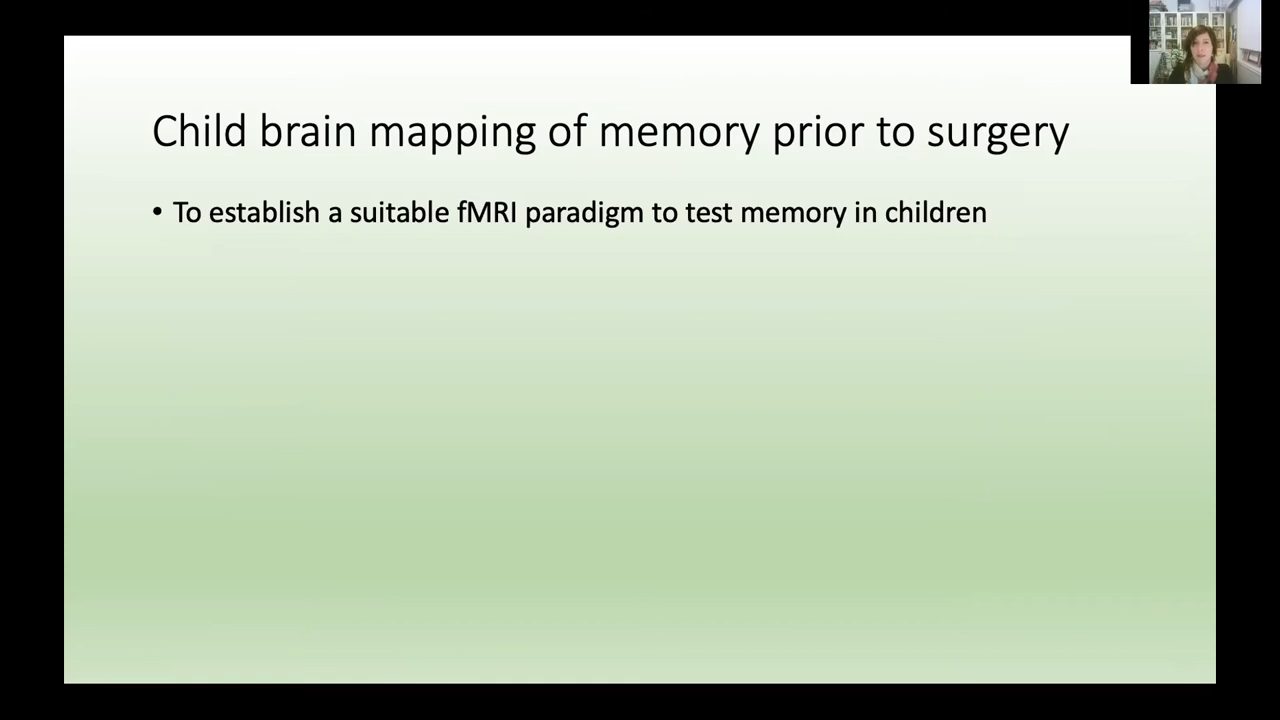 Child brain mapping of memory prior to surgery
• To establish a suitable fMRI paradigm to test memory in children